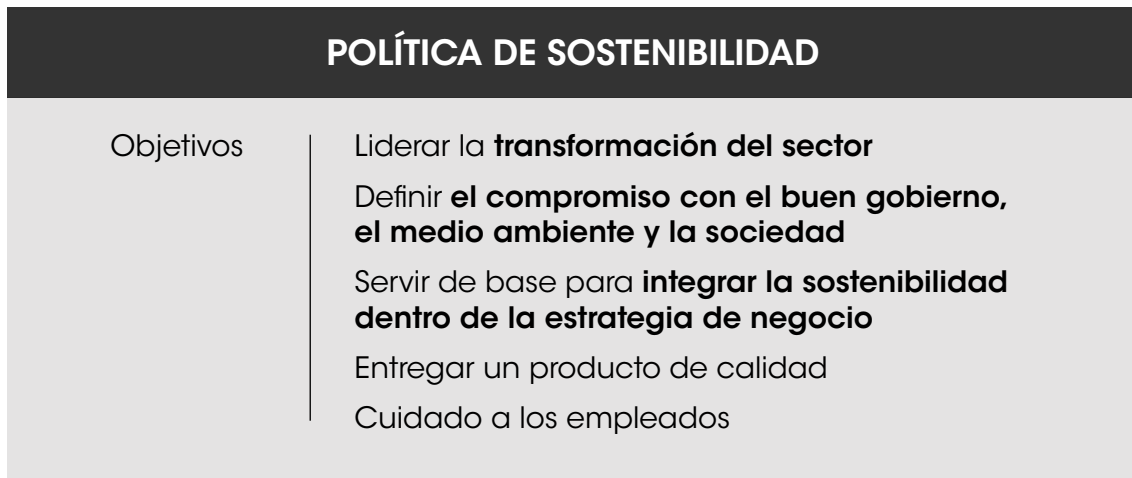 POLÍTICA DE SOSTENIBILIDAD
Objetivos
Liderar la transformación del sector
Definir el compromiso con el buen gobierno,
el medio ambiente y la sociedad
Servir de base para integrar la sostenibilidad
dentro de la estrategia de negocio
Entregar un producto de calidad
Cuidado a los empleados